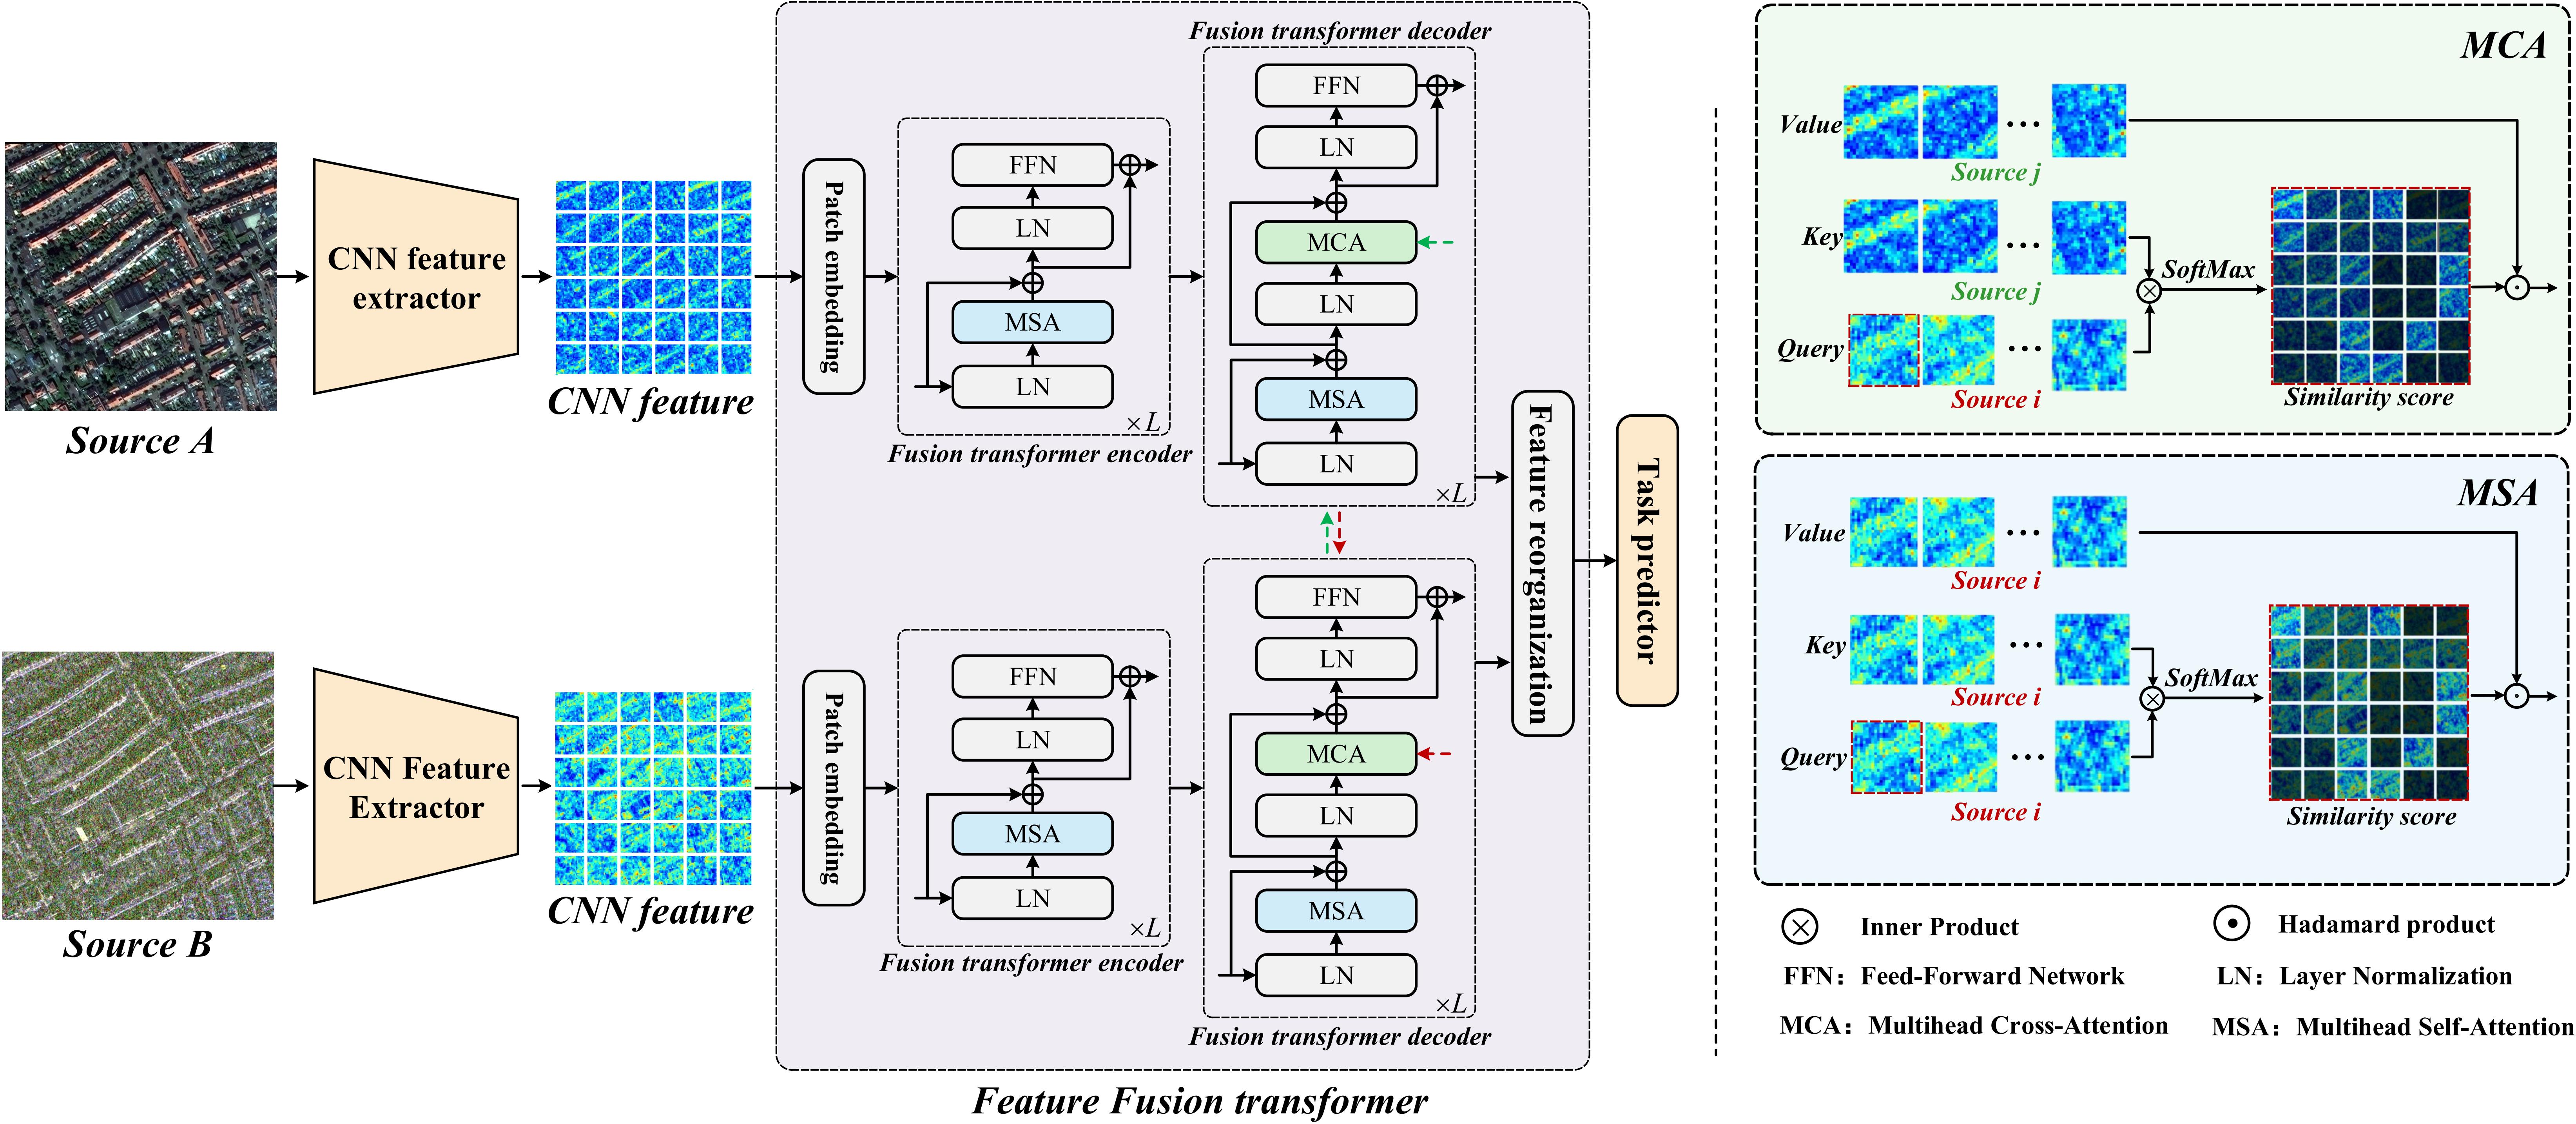 Source A
CNN feature
extractor
CNN feature
Patch embedding
FFN
LN
MSA
LN
×L
Fusion transformer encoder
Fusion transformer decoder
FFN
LN
MCA
LN
MSA
LN
×L
Source B
CNN Feature
Extractor
CNN feature
Patch embedding
FFN
LN
MSA
LN
×L
Fusion transformer encoder
FFN
LN
MCA
LN
MSA
LN
×L
Fusion transformer decoder
Feature reorganization
Task predictor
Feature Fusion transformer
MCA
Value
Source j
Key
Source j
Query
Source i
SoftMax
Similarity score
MSA
Value
Source i
Key
Source i
Query
Source i
SoftMax
Similarity score
Inner Product
Hadamard product
FFN：Feed-Forward Network
LN：Layer Normalization
MCA：Multihead Cross-Attention
MSA：Multihead Self-Attention